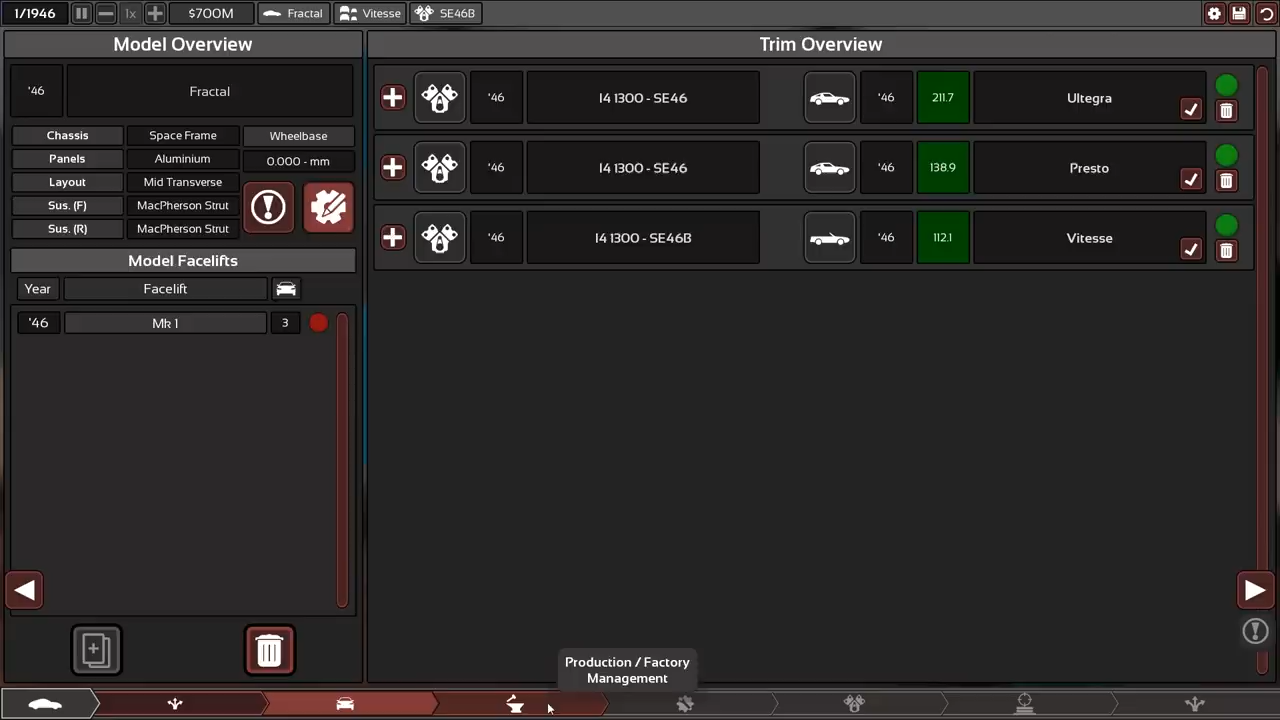 1/1946
1x
$700M
Fractal
Vitesse
SE46B
Model Overview
'46
Fractal
Chassis
Space Frame
Wheelbase
Panels
Aluminium
0.000 - mm
Layout
Mid Transverse
Sus. (F)
MacPherson Strut
Sus. (R)
MacPherson Strut
Model Facelifts
Year
Facelift
'46
Mk 1
3
Trim Overview
'46
I4 1300 - SE46
'46
211.7
Ultegra
'46
I4 1300 - SE46
'46
138.9
Presto
'46
I4 1300 - SE46B
'46
112.1
Vitesse
Production / Factory
Management